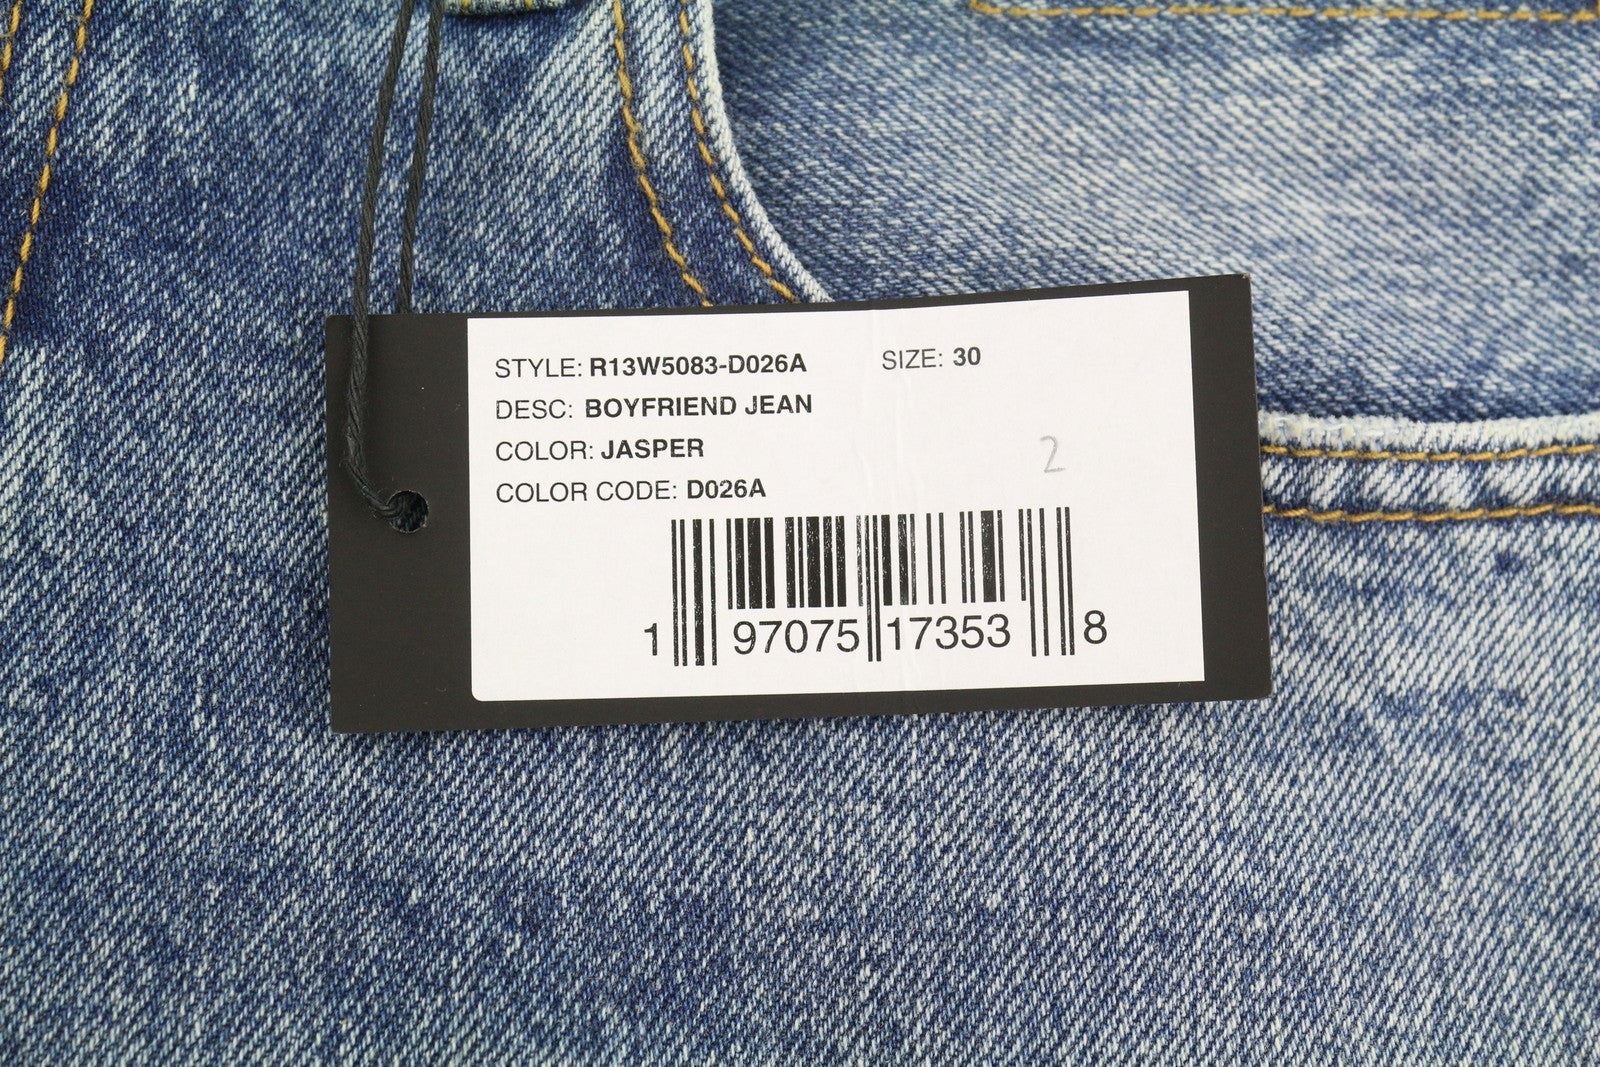 STYLE: R13W5083-D026A SIZE: 30
DESC: BOYFRIEND JEAN
COLOR: JASPER
2
COLOR CODE: D026A
1 97075 17353 8